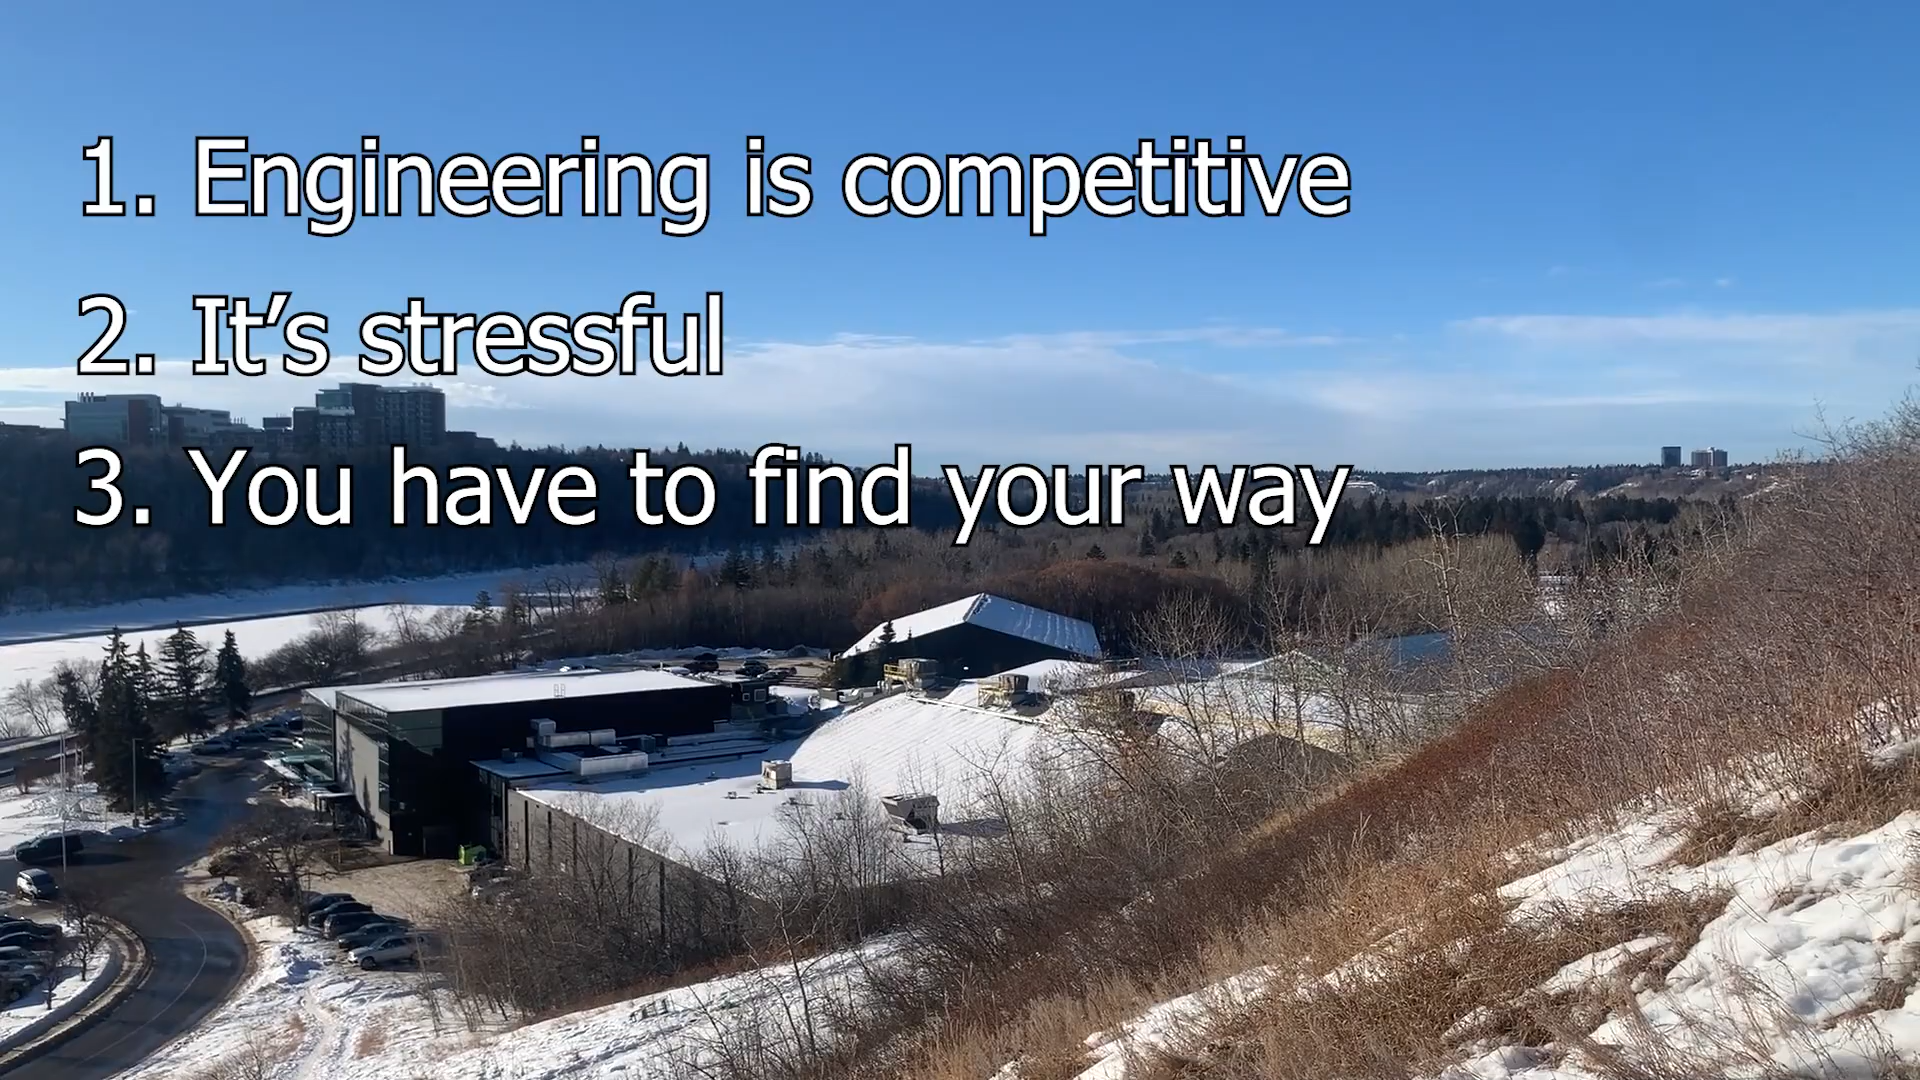 1. Engineering is competitive
2. It’s stressful
3. You have to find your way